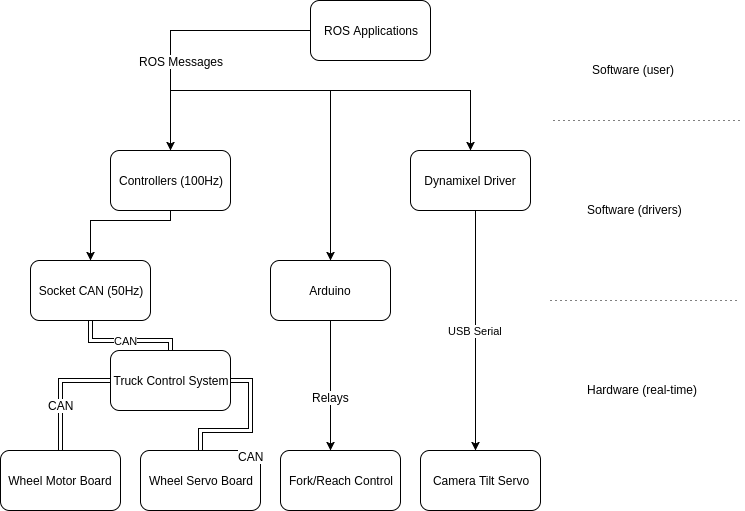 ROS Applications
ROS Messages
Software (user)
Controllers (100Hz)
Dynamixel Driver
Software (drivers)
Socket CAN (50Hz)
Arduino
USB Serial
CAN
Truck Control System
Hardware (real-time)
Relays
CAN
CAN
Wheel Motor Board
Wheel Servo Board
Fork/Reach Control
Camera Tilt Servo